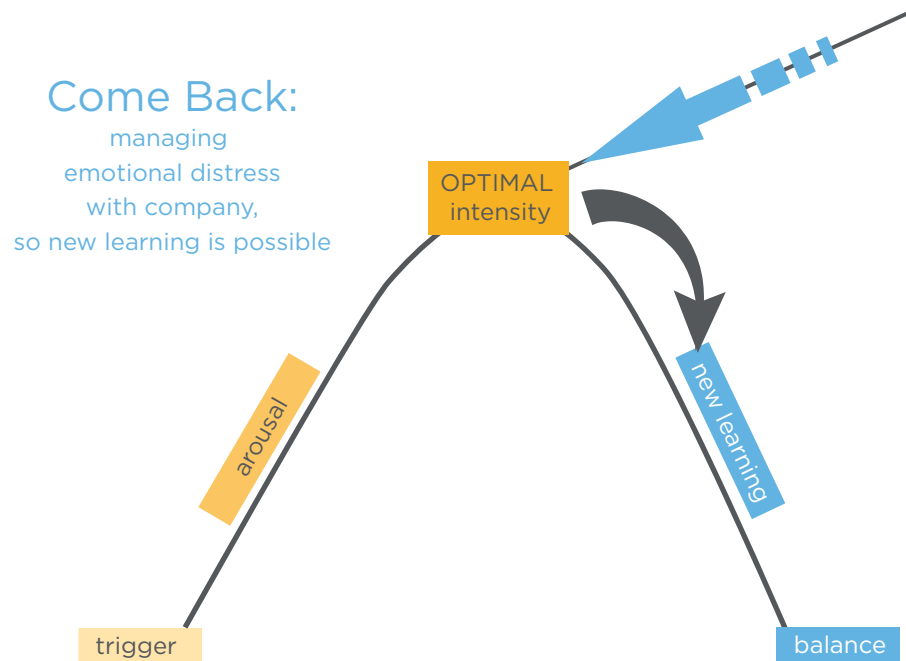 Come Back:
managing
emotional distress
with company,
so new learning is possible
OPTIMAL
intensity
arousal
new learning
trigger
balance